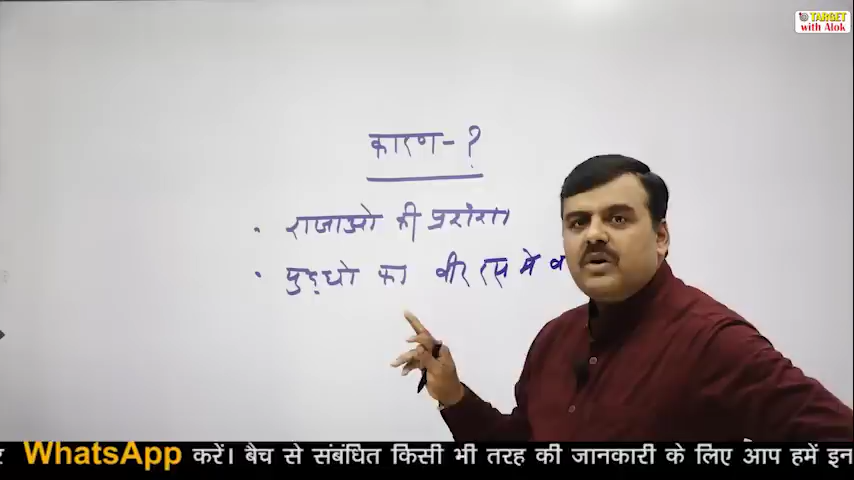 TARGET
with Alok
कारण - ?
• राजाओ की प्रशंसा
• युद्धो का वीर रस मे व
र WhatsApp करें। बैच से संबंधित किसी भी तरह की जानकारी के लिए आप हमें इन